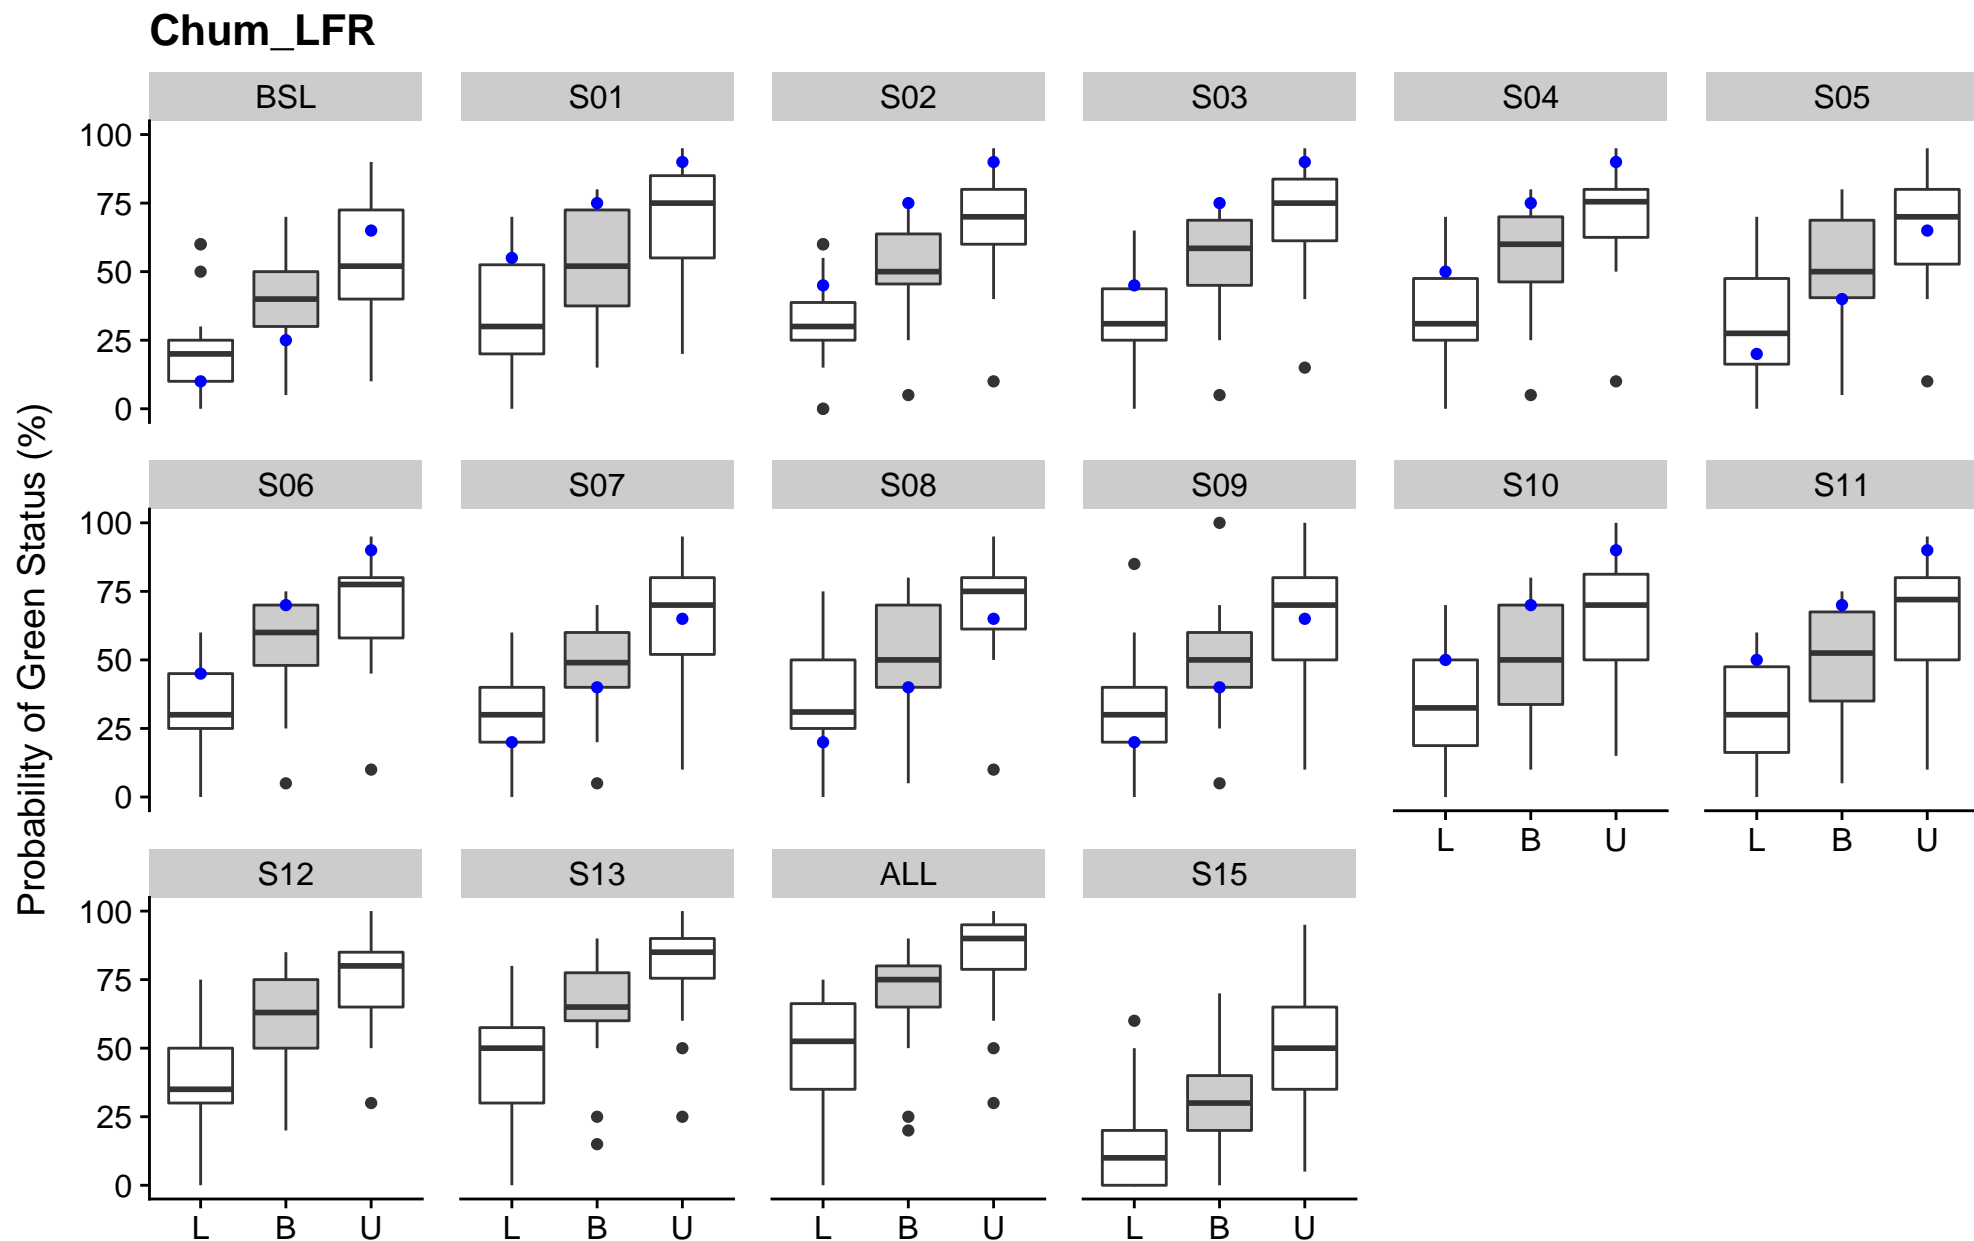 Chum_LFR
BSL S01 S02 S03 S04 S05
100
75
50
25
0
S06 S07 S08 S09 S10 S11
100
75
50
25
0
L B U L B U
S12 S13 ALL S15
100
75
50
25
0
L B U L B U L B U L B U
Probability of Green Status (%)